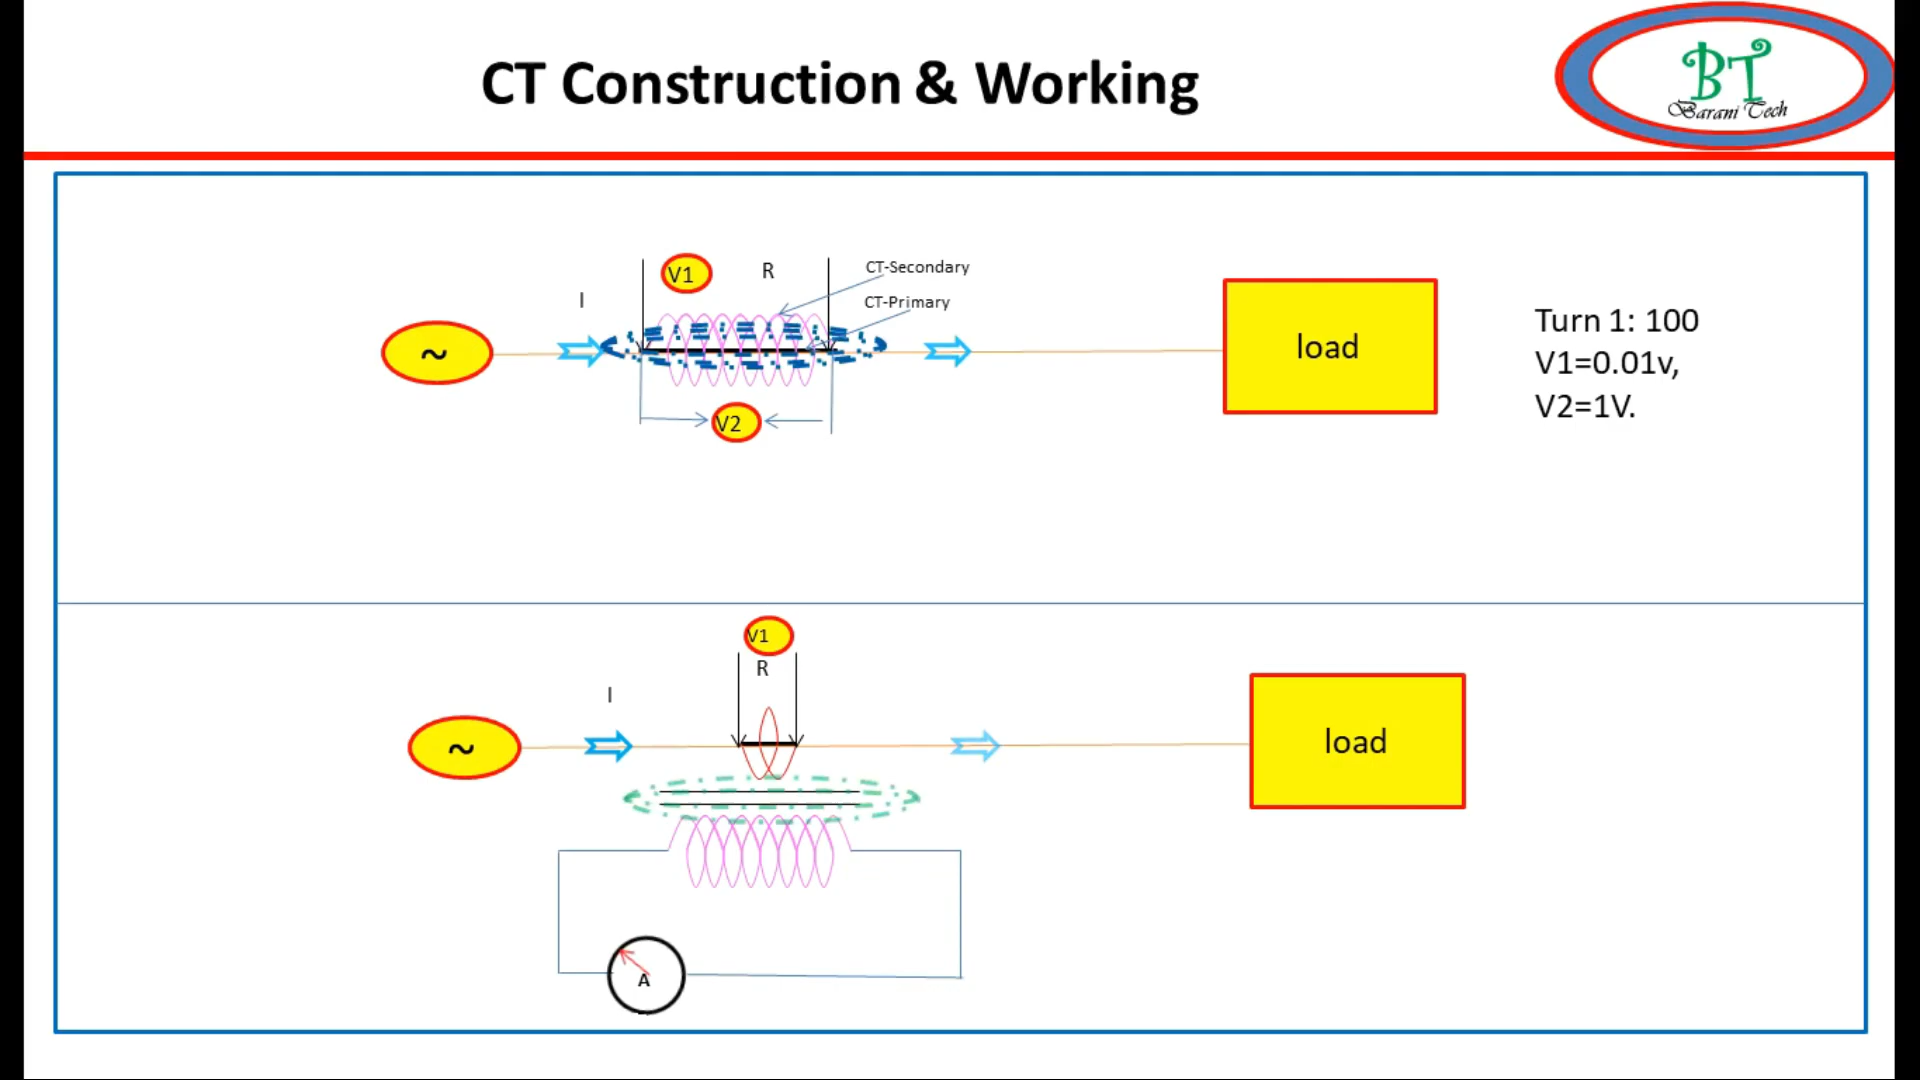 CT Construction & Working
BT
Barani Tech
V1
R
CT-Secondary
I
CT-Primary
~
load
Turn 1: 100
V1=0.01v,
V2=1V.
V2
V1
R
I
~
load
A